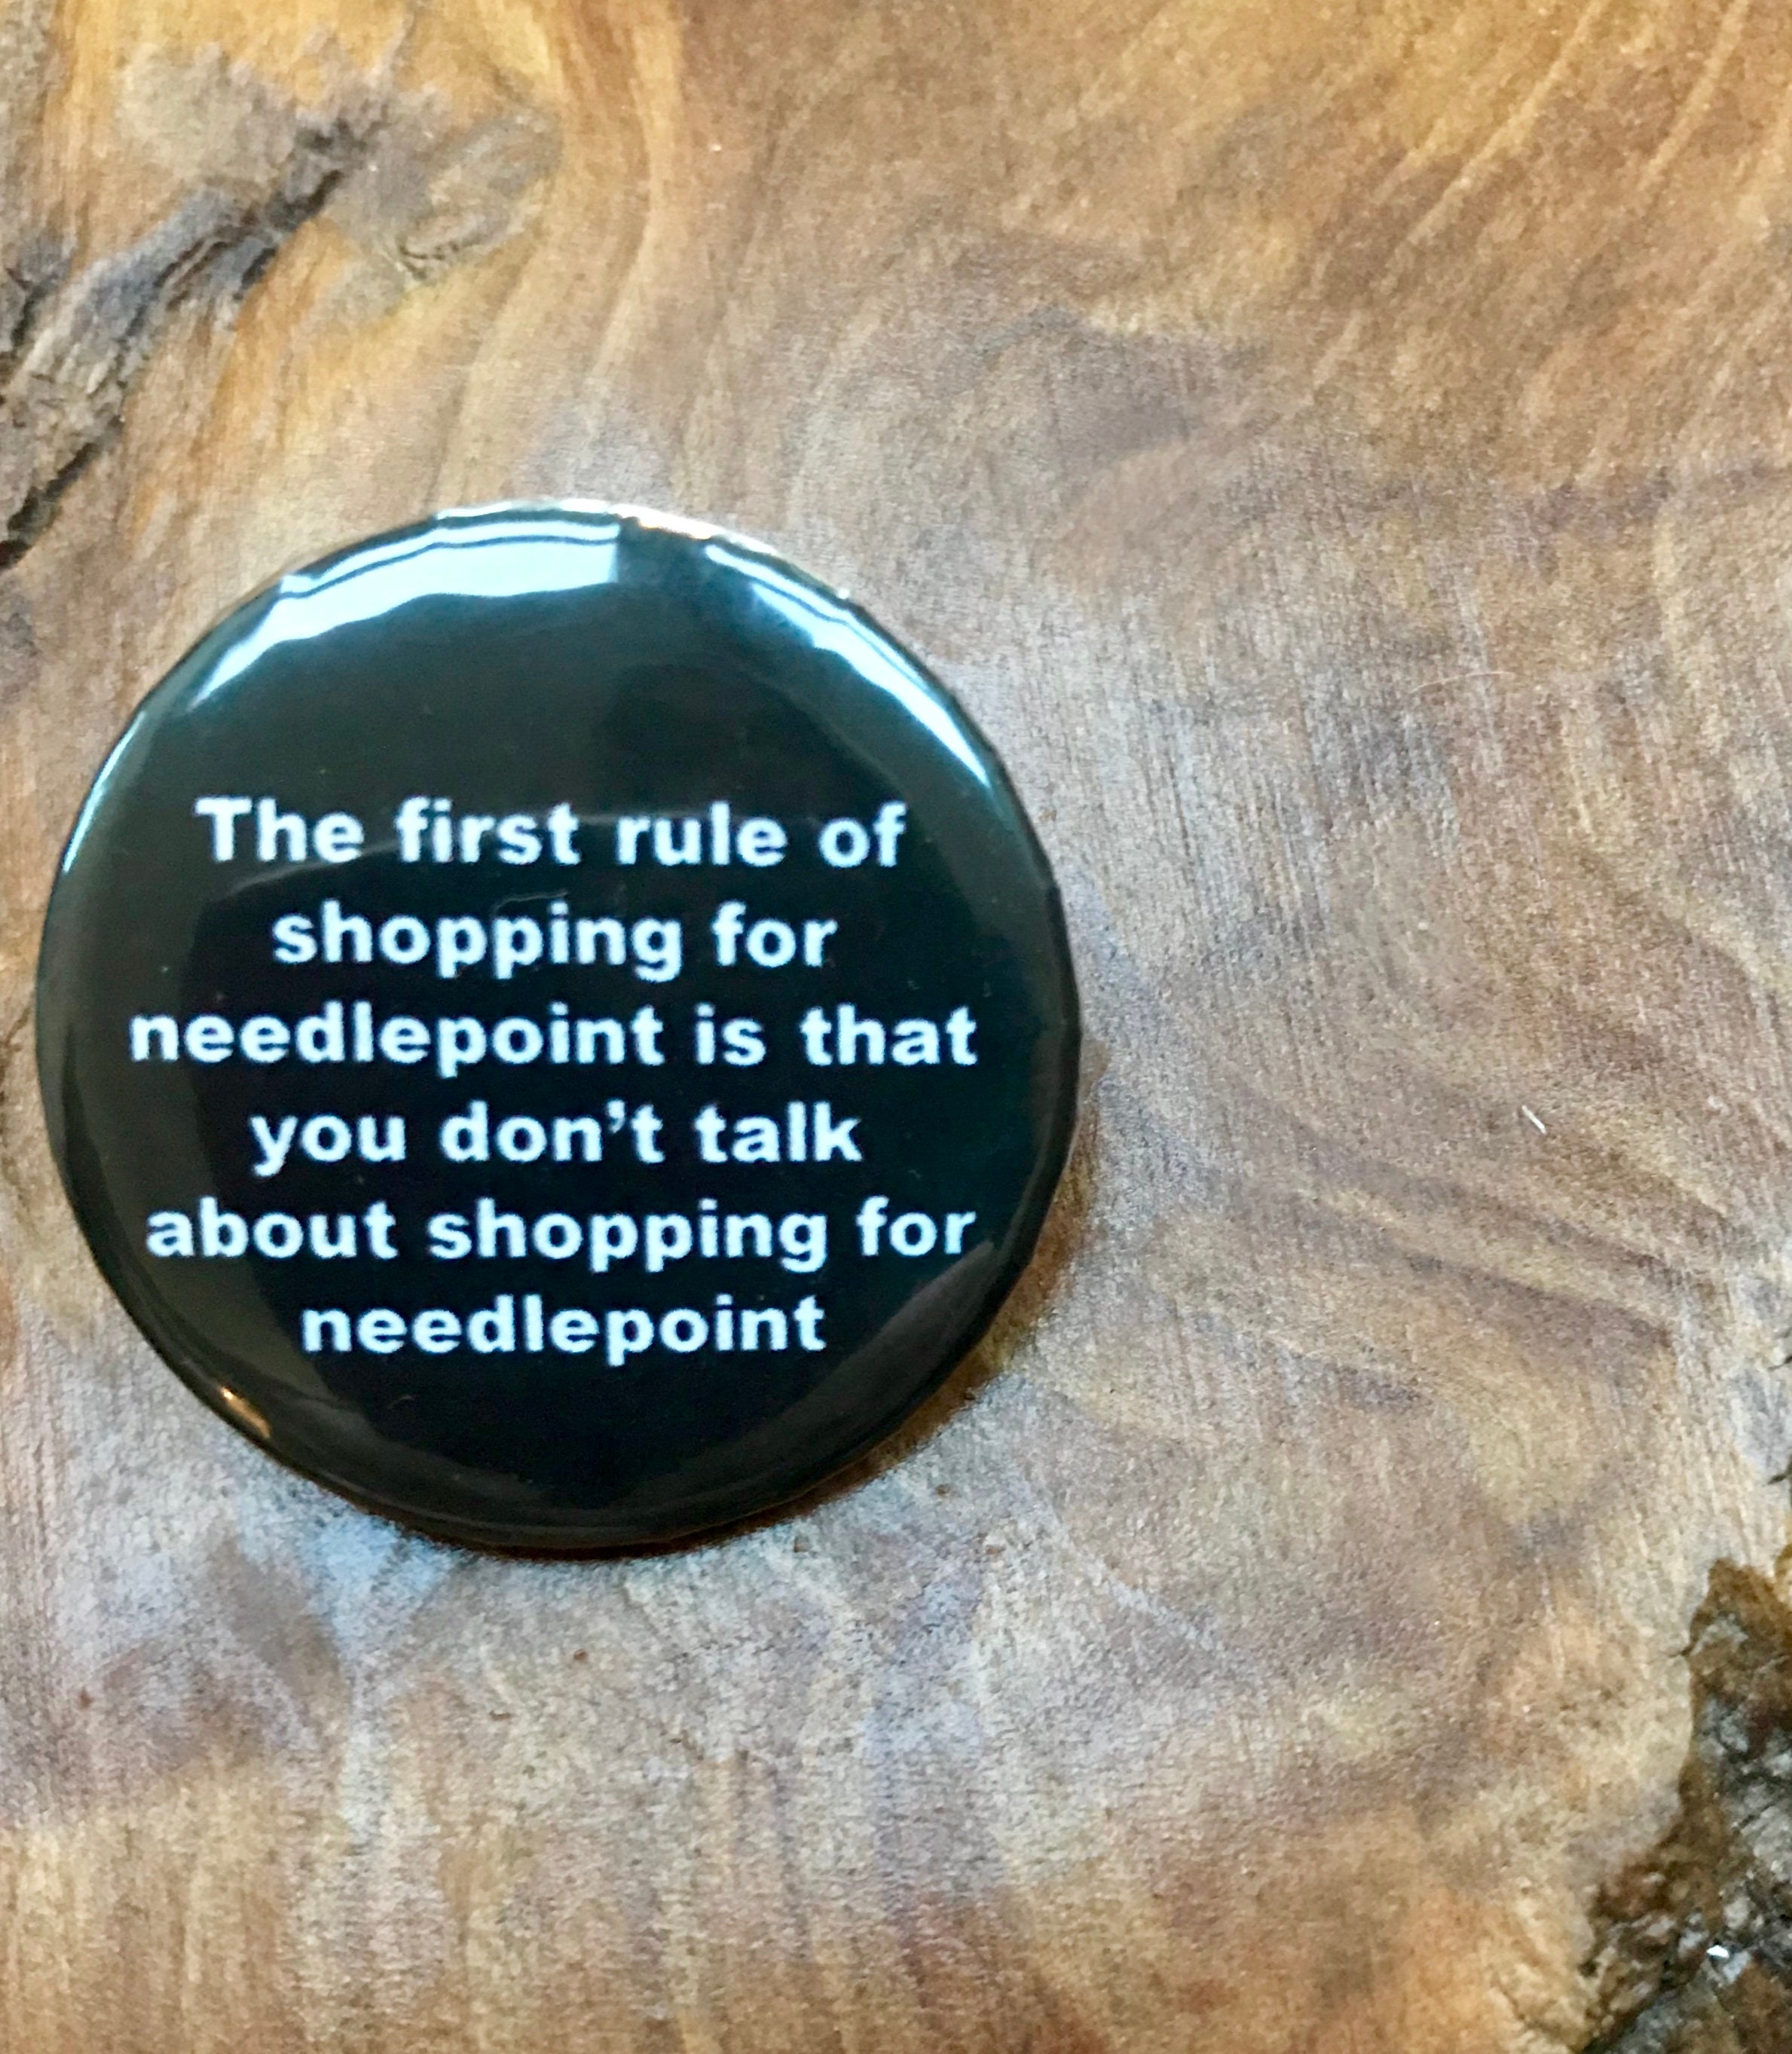 The first rule of
shopping for
needlepoint is that
you don’t talk
about shopping for
needlepoint